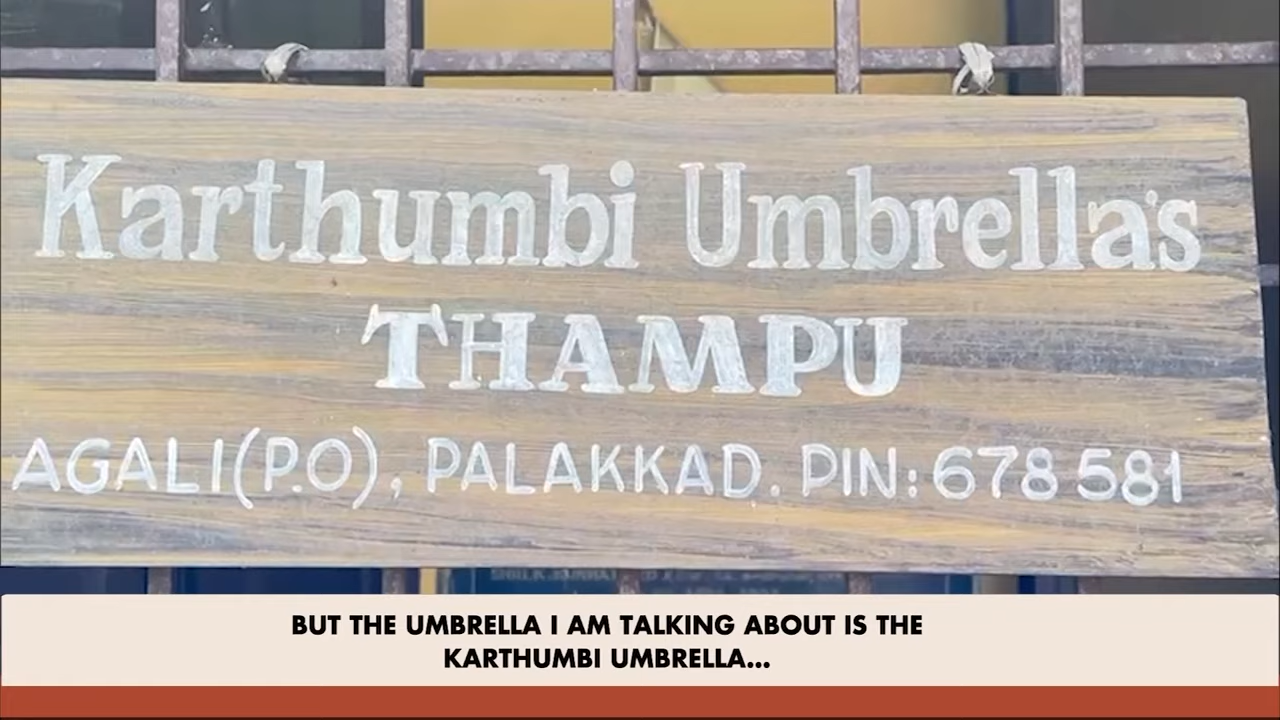 Karthumbi Umbrella's
THAMPU
AGALI(P.O), PALAKKAD. PIN: 678 581
BUT THE UMBRELLA I AM TALKING ABOUT IS THE
KARTHUMBI UMBRELLA...